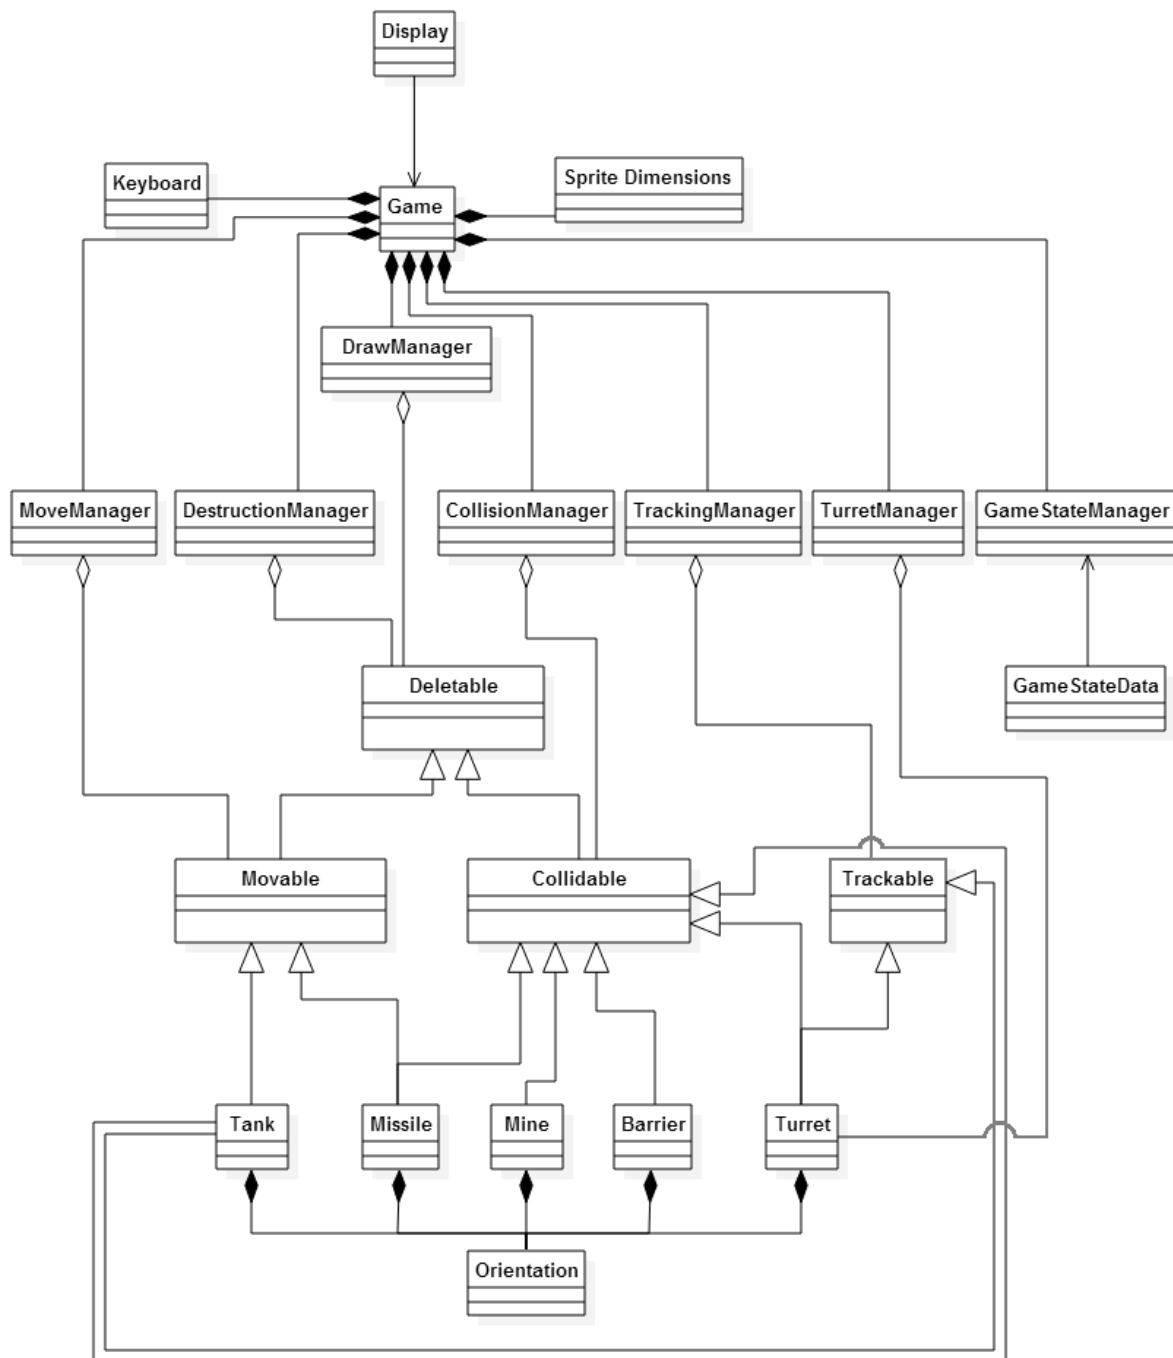 Display
Keyboard
Sprite Dimensions
Game
DrawManager
MoveManager
DestructionManager
CollisionManager
TrackingManager
TurretManager
GameStateManager
Deletable
GameStateData
Movable
Collidable
Trackable
Tank
Missile
Mine
Barrier
Turret
Orientation